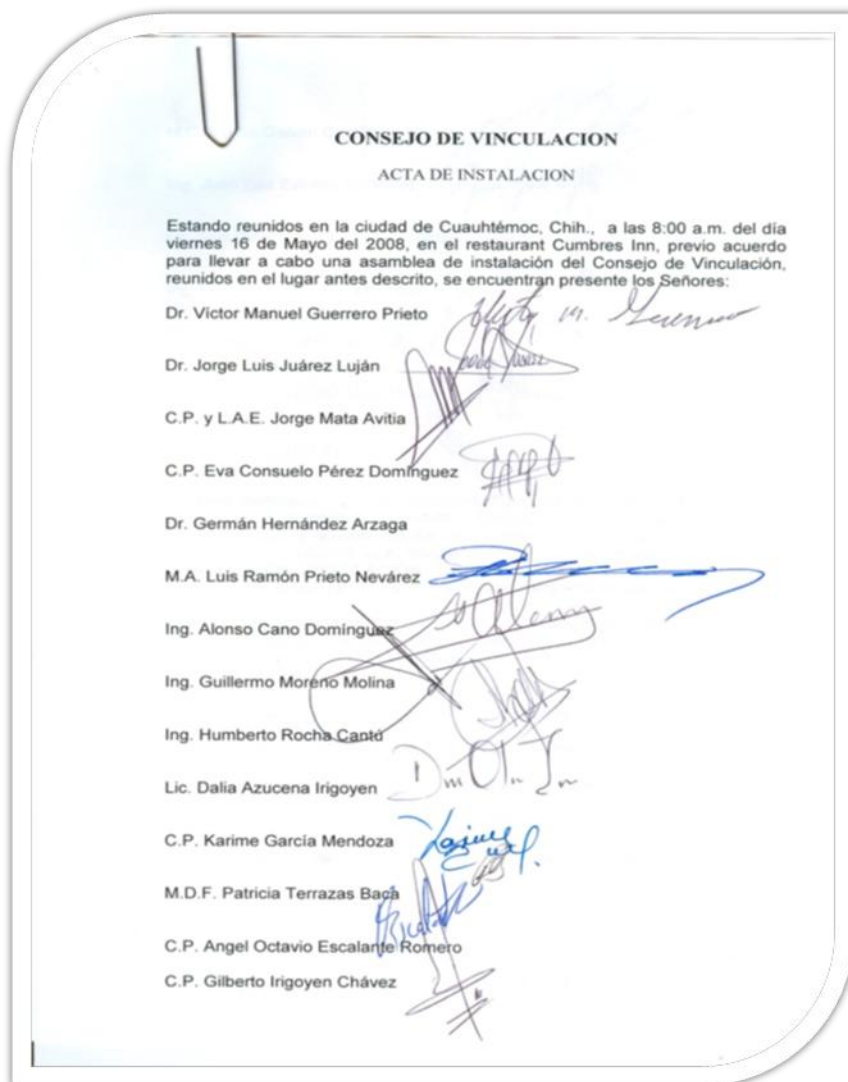 CONSEJO DE VINCULACION
ACTA DE INSTALACION
Estando reunidos en la ciudad de Cuauhtémoc, Chih., a las 8:00 a.m. del día
viernes 16 de Mayo del 2008, en el restaurant Cumbres Inn, previo acuerdo
para llevar a cabo una asamblea de instalación del Consejo de Vinculación,
reunidos en el lugar antes descrito, se encuentran presente los Señores:
Dr. Víctor Manuel Guerrero Prieto
Dr. Jorge Luis Juárez Luján
C.P. y L.A.E. Jorge Mata Avitia
C.P. Eva Consuelo Pérez Domínguez
Dr. Germán Hernández Arzaga
M.A. Luis Ramón Prieto Nevárez
Ing. Alonso Cano Domínguez
Ing. Guillermo Moreno Molina
Ing. Humberto Rocha Cantú
Lic. Dalia Azucena Irigoyen
C.P. Karime García Mendoza
M.D.F. Patricia Terrazas Baca
C.P. Angel Octavio Escalante Romero
C.P. Gilberto Irigoyen Chávez